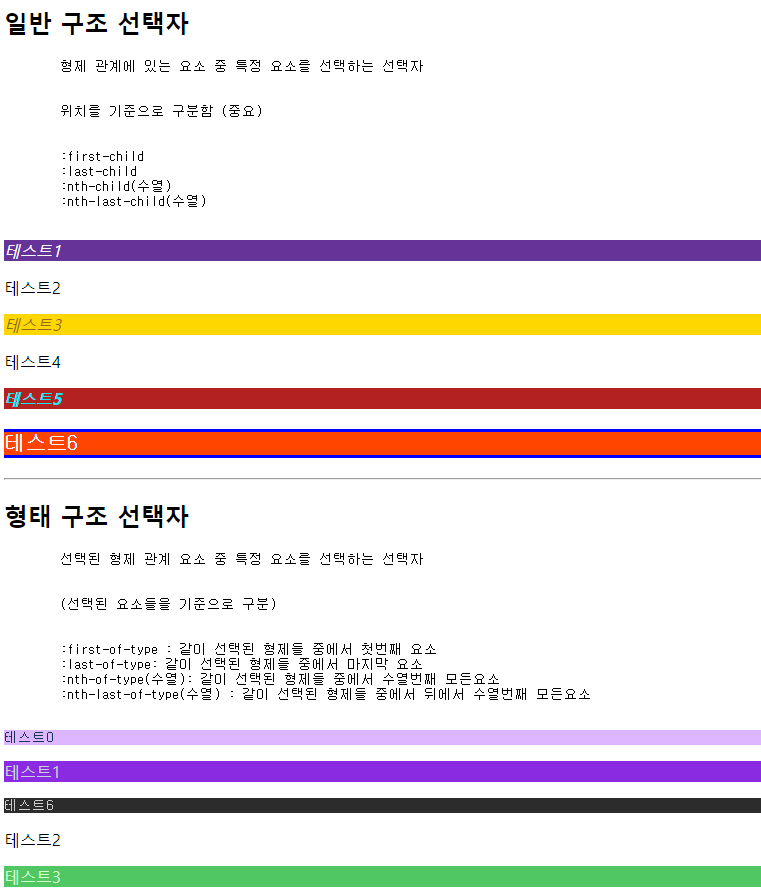 일반 구조 선택자
형제 관계에 있는 요소 중 특정 요소를 선택하는 선택자
위치를 기준으로 구분함 (중요)
:first-child
:last-child
:nth-child(수열)
:nth-last-child(수열)
테스트1
테스트2
테스트3
테스트4
테스트5
테스트6
형태 구조 선택자
선택된 형제 관계 요소 중 특정 요소를 선택하는 선택자
(선택된 요소들을 기준으로 구분)
:first-of-type : 같이 선택된 형제들 중에서 첫번째 요소
:last-of-type: 같이 선택된 형제들 중에서 마지막 요소
:nth-of-type(수열): 같이 선택된 형제들 중에서 수열번째 모든요소
:nth-last-of-type(수열) : 같이 선택된 형제들 중에서 뒤에서 수열번째 모든요소
테스트0
테스트1
테스트6
테스트2
테스트3